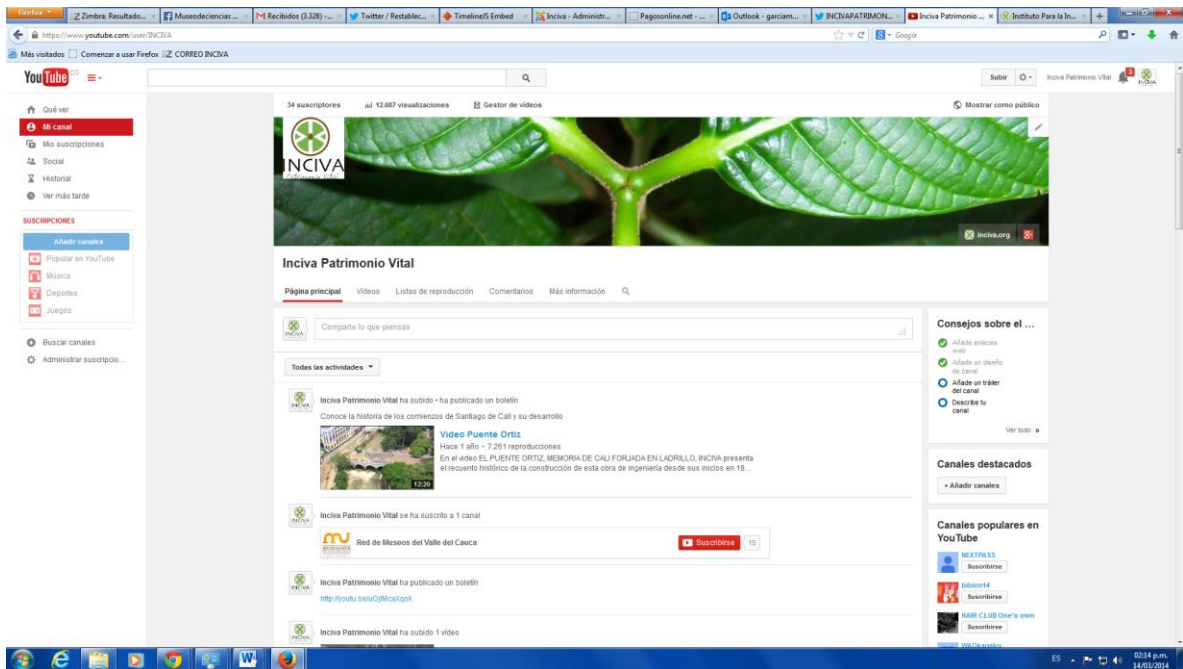 Firefox
Zimbra: Resultado...
Museodeciencias ...
Recibidos (3.328) -...
Twitter / Restablec...
TimelineJS Embed
Inciva - Administr...
Pagosonline.net - ...
Outlook - garciam...
INCIVAPATRIMON...
Inciva Patrimonio ...
Instituto Para la In...
https://www.youtube.com/user/INCIVA
Google
Más visitados
Comenzar a usar Firefox
CORREO INCIVA
YouTube CO
Subir
Inciva Patrimonio Vital
3
Qué ver
Mi canal
Mis suscripciones
Social
Historial
Ver más tarde
SUSCRIPCIONES
Añadir canales
Popular en YouTube
Música
Deportes
Juegos
Buscar canales
Administrar suscripcio...
34 suscriptores
12.087 visualizaciones
Gestor de vídeos
Mostrar como público
INCIVA
inciva.org
Inciva Patrimonio Vital
Página principal
Vídeos
Listas de reproducción
Comentarios
Más información
Comparte lo que piensas
Todas las actividades
Inciva Patrimonio Vital ha subido • ha publicado un boletín
Conoce la historia de los comienzos de Santiago de Cali y su desarrollo
Video Puente Ortiz
Hace 1 año • 7.261 reproducciones
En el video EL PUENTE ORTIZ, MEMORIA DE CALI FORJADA EN LADRILLO, INCIVA presenta
el recuento histórico de la construcción de esta obra de ingeniería desde sus inicios en 18...
12:20
Inciva Patrimonio Vital se ha suscrito a 1 canal
Red de Museos del Valle del Cauca
Suscribirse
15
Inciva Patrimonio Vital ha publicado un boletín
Inciva Patrimonio Vital ha subido 1 vídeo
Consejos sobre el ...
Añade enlaces
web
Añade un diseño
de canal
Añade un tráiler
del canal
Describe tu
canal
Ver todo »
Canales destacados
+ Añadir canales
Canales populares en
YouTube
NEXTPASS
Suscribirse
bibion14
Suscribirse
HAIR CLUB One's own
Suscribirse
ES
02:14 p.m.
14/03/2014